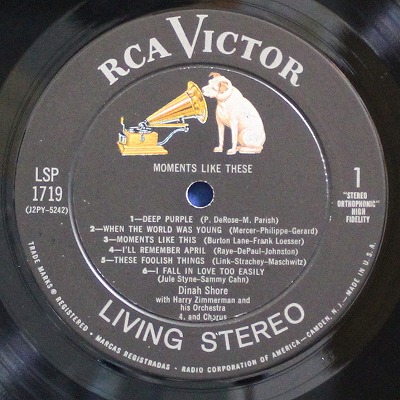 RCA VICTOR
MOMENTS LIKE THESE
LSP
1719
(J2PY-5242)
1
"STEREO
ORTHOPHONIC"
HIGH
FIDELITY
1—DEEP PURPLE (P. DeRose-M. Parish)
2—WHEN THE WORLD WAS YOUNG (Mercer-Philippe-Gerard)
3—MOMENTS LIKE THIS (Burton Lane-Frank Loesser)
4—I'LL REMEMBER APRIL (Raye-DePaul-Johnston)
5—THESE FOOLISH THINGS (Link-Strachey-Maschwitz)
6—I FALL IN LOVE TOO EASILY
(Jule Styne-Sammy Cahn)
Dinah Shore
with Harry Zimmerman and
his Orchestra
and Chorus
LIVING STEREO
TRADE MARKS ® REGISTERED • MARCAS REGISTRADAS • RADIO CORPORATION OF AMERICA—CAMDEN, N.J.—MADE IN U.S.A.